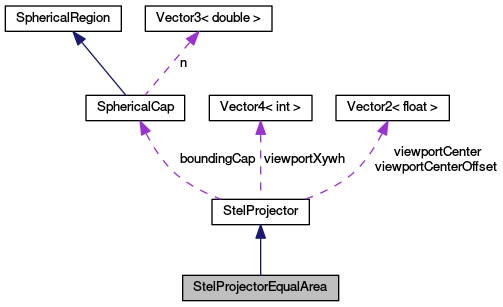 SphericalRegion
Vector3< double >
n
SphericalCap
Vector4< int >
Vector2< float >
boundingCap
viewportXywh
viewportCenter
viewportCenterOffset
StelProjector
StelProjectorEqualArea